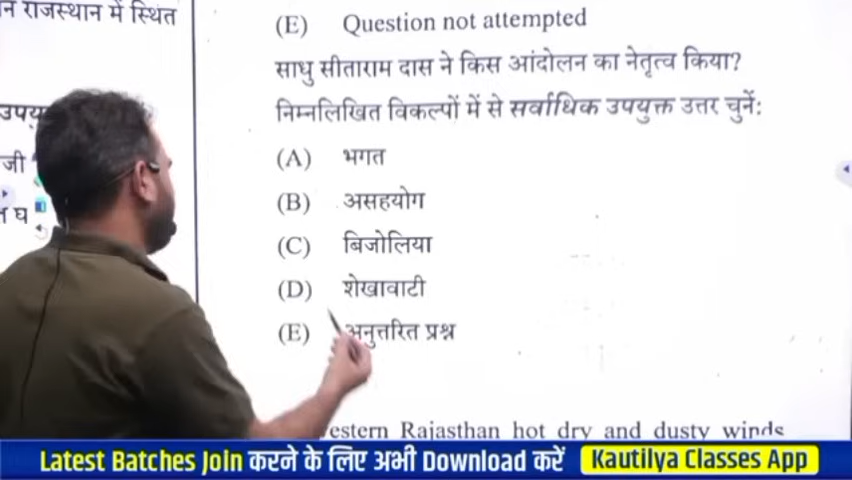 राजस्थान में स्थित
जी
घ
(E) Question not attempted
साधु सीताराम दास ने किस आंदोलन का नेतृत्व किया?
निम्नलिखित विकल्पों में से सर्वाधिक उपयुक्त उत्तर चुनें:
(A) भगत
(B) असहयोग
(C) बिजोलिया
(D) शेखावाटी
(E) अनुत्तरित प्रश्न
estern Rajasthan hot dry and dusty winds
Latest Batches Join करने के लिए अभी Download करें Kautilya Classes App